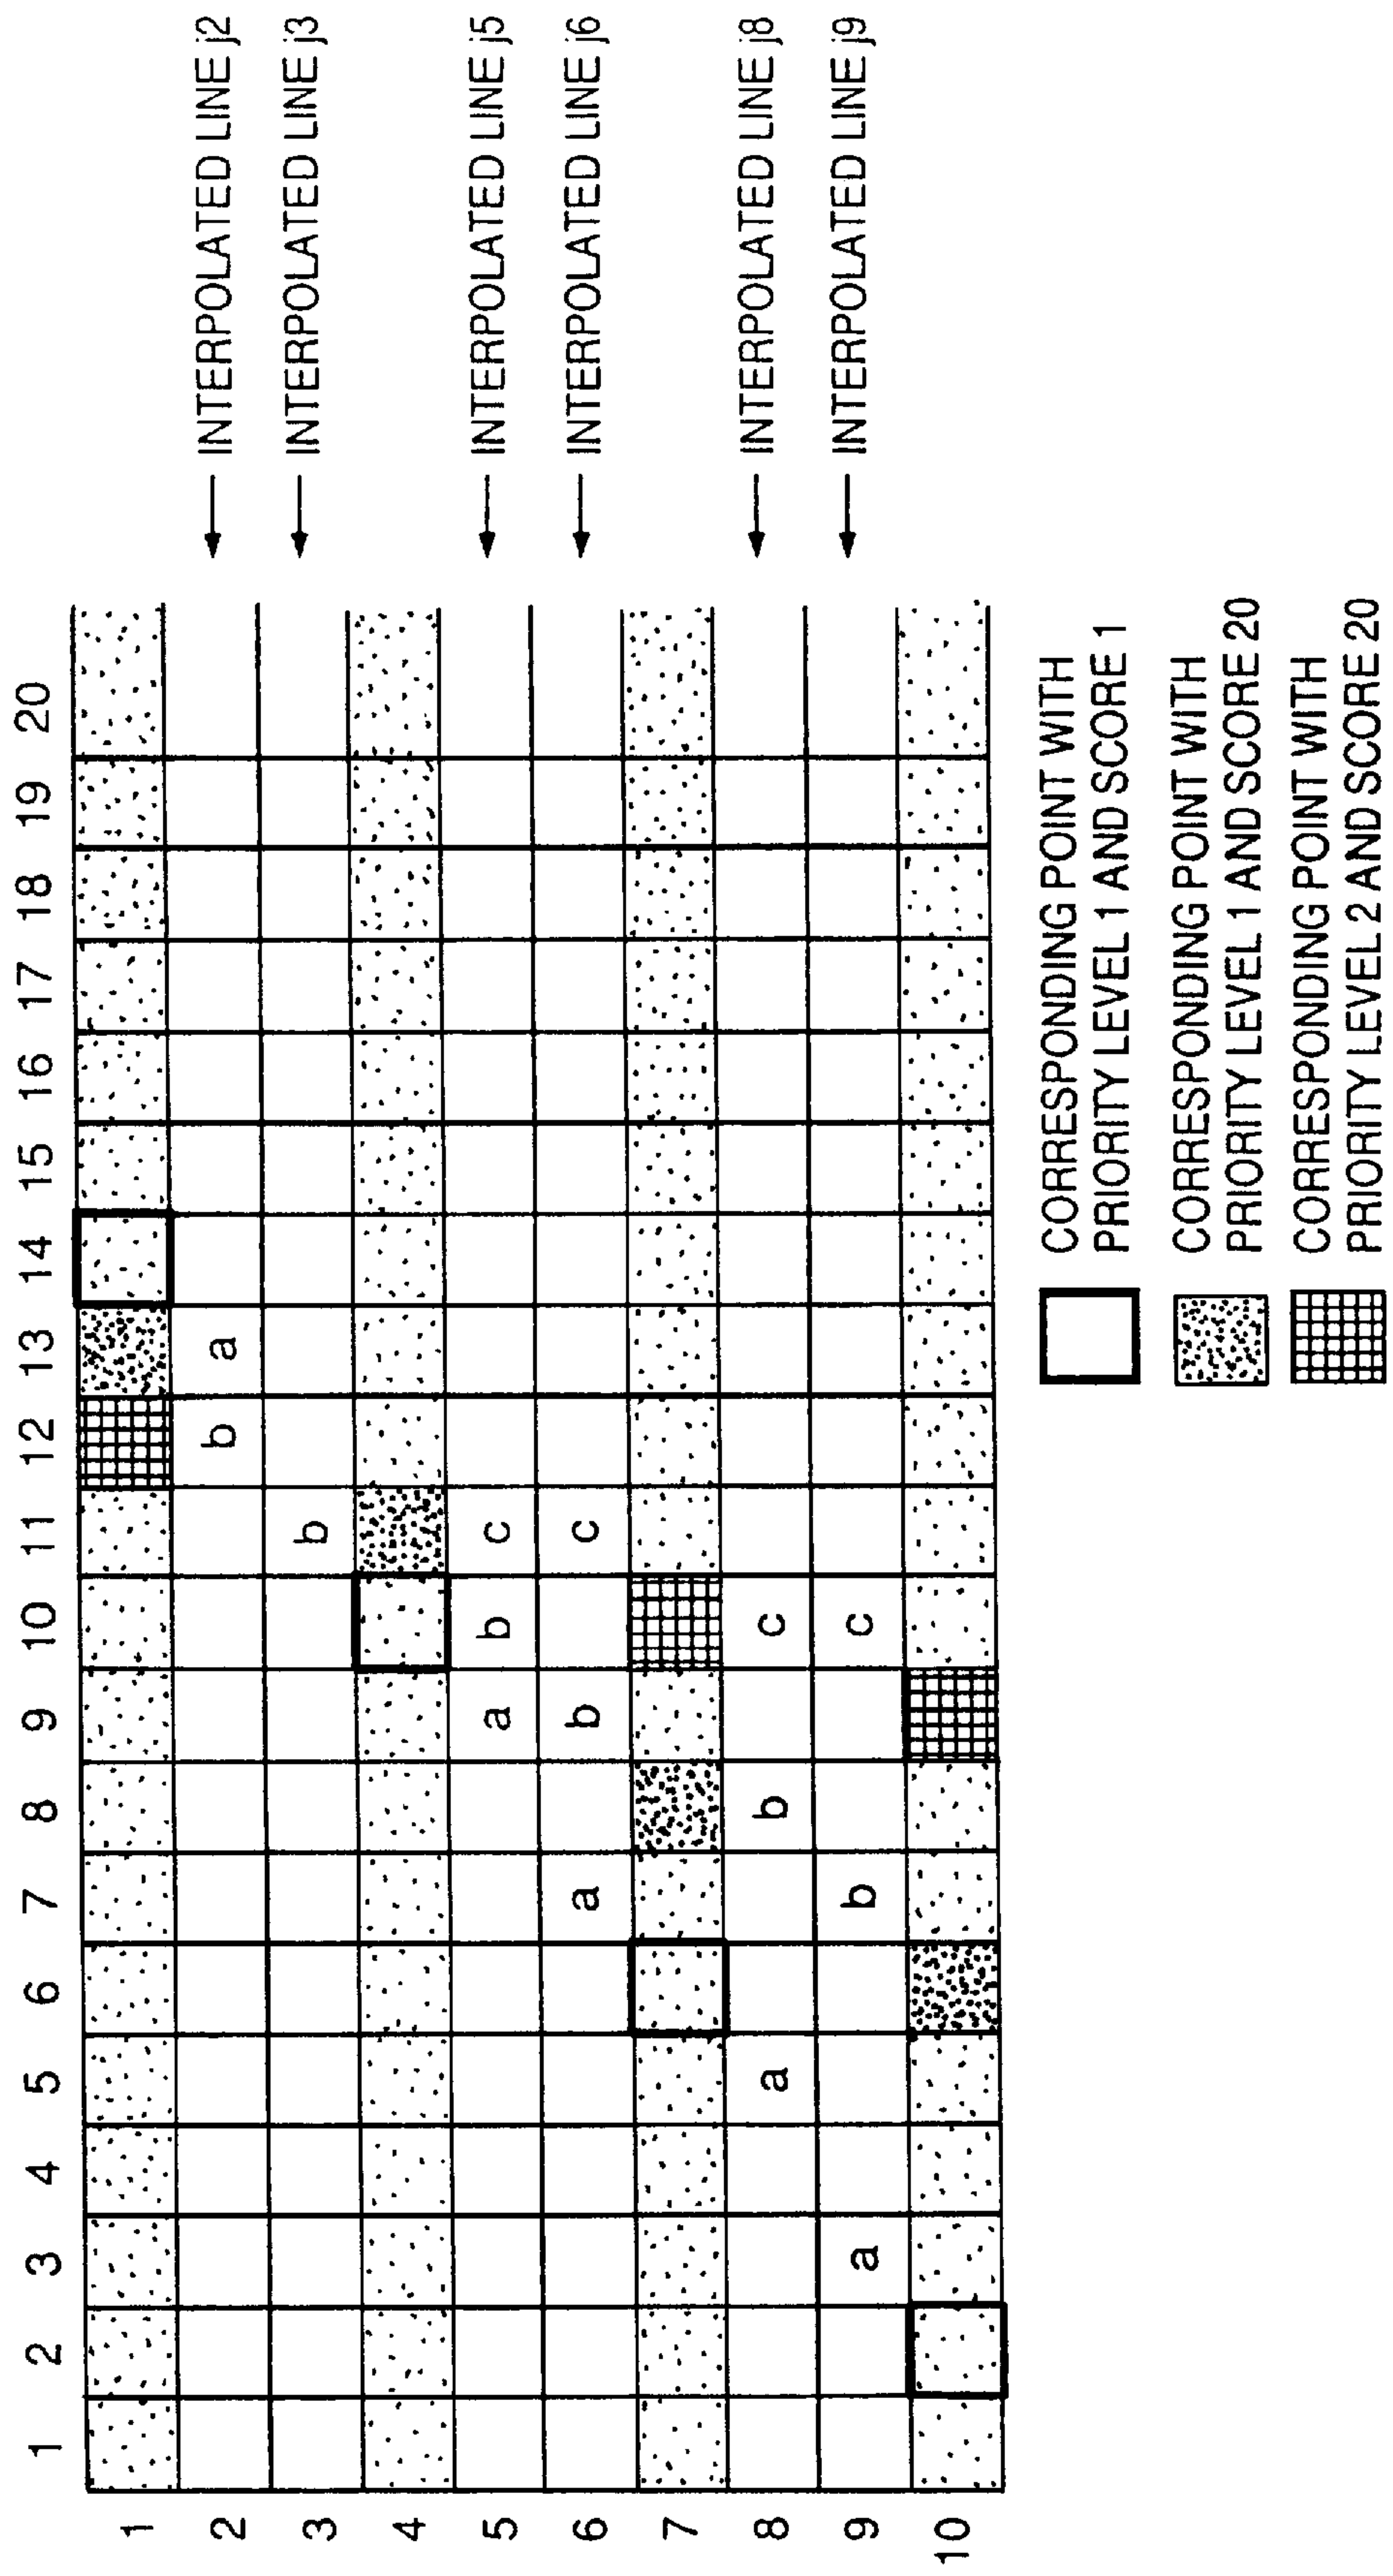 1 2 3 4 5 6 7 8 9 10 11 12 13 14 15 16 17 18 19 20
1
2 b a INTERPOLATED LINE j2
3 b INTERPOLATED LINE j3
4
5 a b c INTERPOLATED LINE j5
6 a b c INTERPOLATED LINE j6
7
8 a b c INTERPOLATED LINE j8
9 a b c INTERPOLATED LINE j9
10
CORRESPONDING POINT WITH
PRIORITY LEVEL 1 AND SCORE 1
CORRESPONDING POINT WITH
PRIORITY LEVEL 1 AND SCORE 20
CORRESPONDING POINT WITH
PRIORITY LEVEL 2 AND SCORE 20